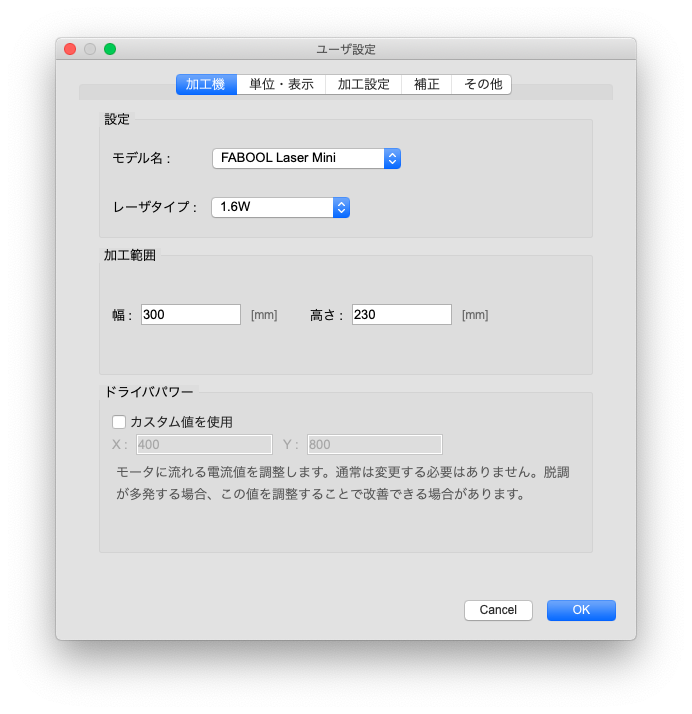 ユーザ設定
加工機 単位・表示 加工設定 補正 その他
設定
モデル名 : FABOOL Laser Mini
レーザタイプ : 1.6W
加工範囲
幅 : 300 [mm] 高さ : 230 [mm]
ドライバパワー
カスタム値を使用
X : 400 Y : 800
モータに流れる電流値を調整します。通常は変更する必要はありません。脱調
が多発する場合、この値を調整することで改善できる場合があります。
Cancel OK